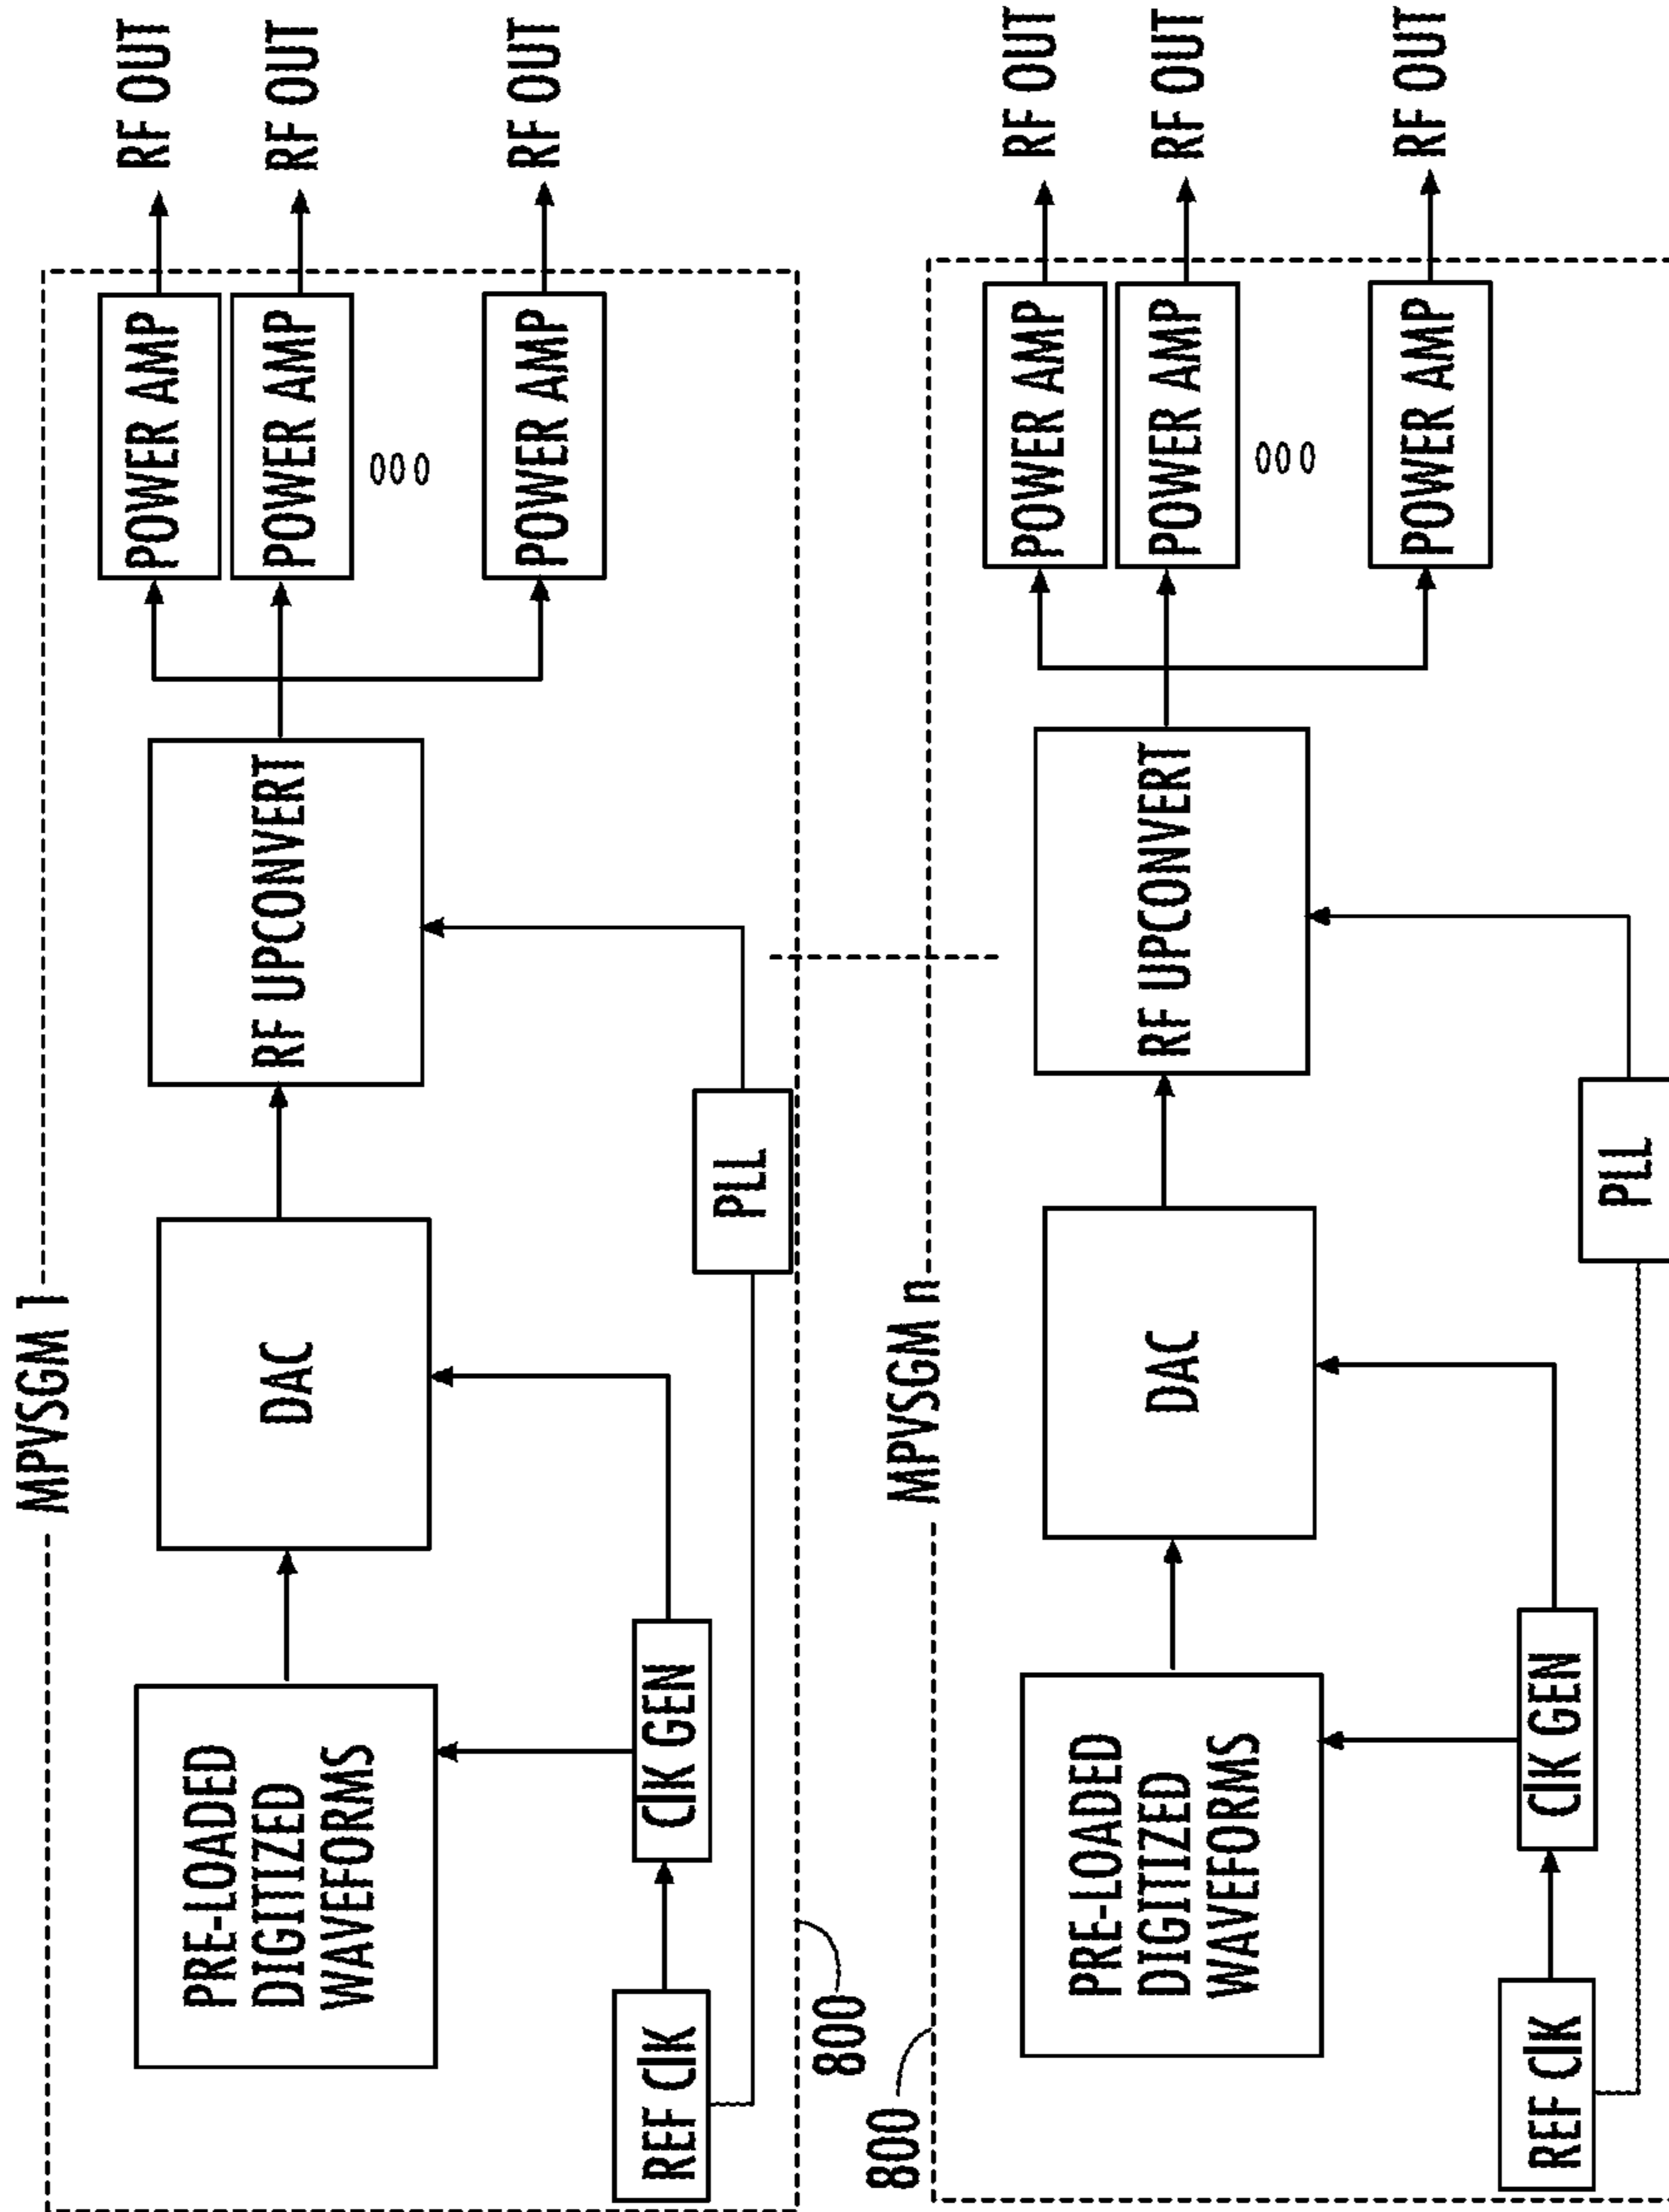 MPVSGM 1
PRE-LOADED
DIGITIZED
WAVEFORMS
DAC
RF UPCONVERT
POWER AMP
RF OUT
POWER AMP
RF OUT
000
POWER AMP
RF OUT
REF ClK
ClK GEN
PLL
800
800
MPVSGM n
PRE-LOADED
DIGITIZED
WAVEFORMS
DAC
RF UPCONVERT
POWER AMP
RF OUT
POWER AMP
RF OUT
000
POWER AMP
RF OUT
REF ClK
ClK GEN
PLL